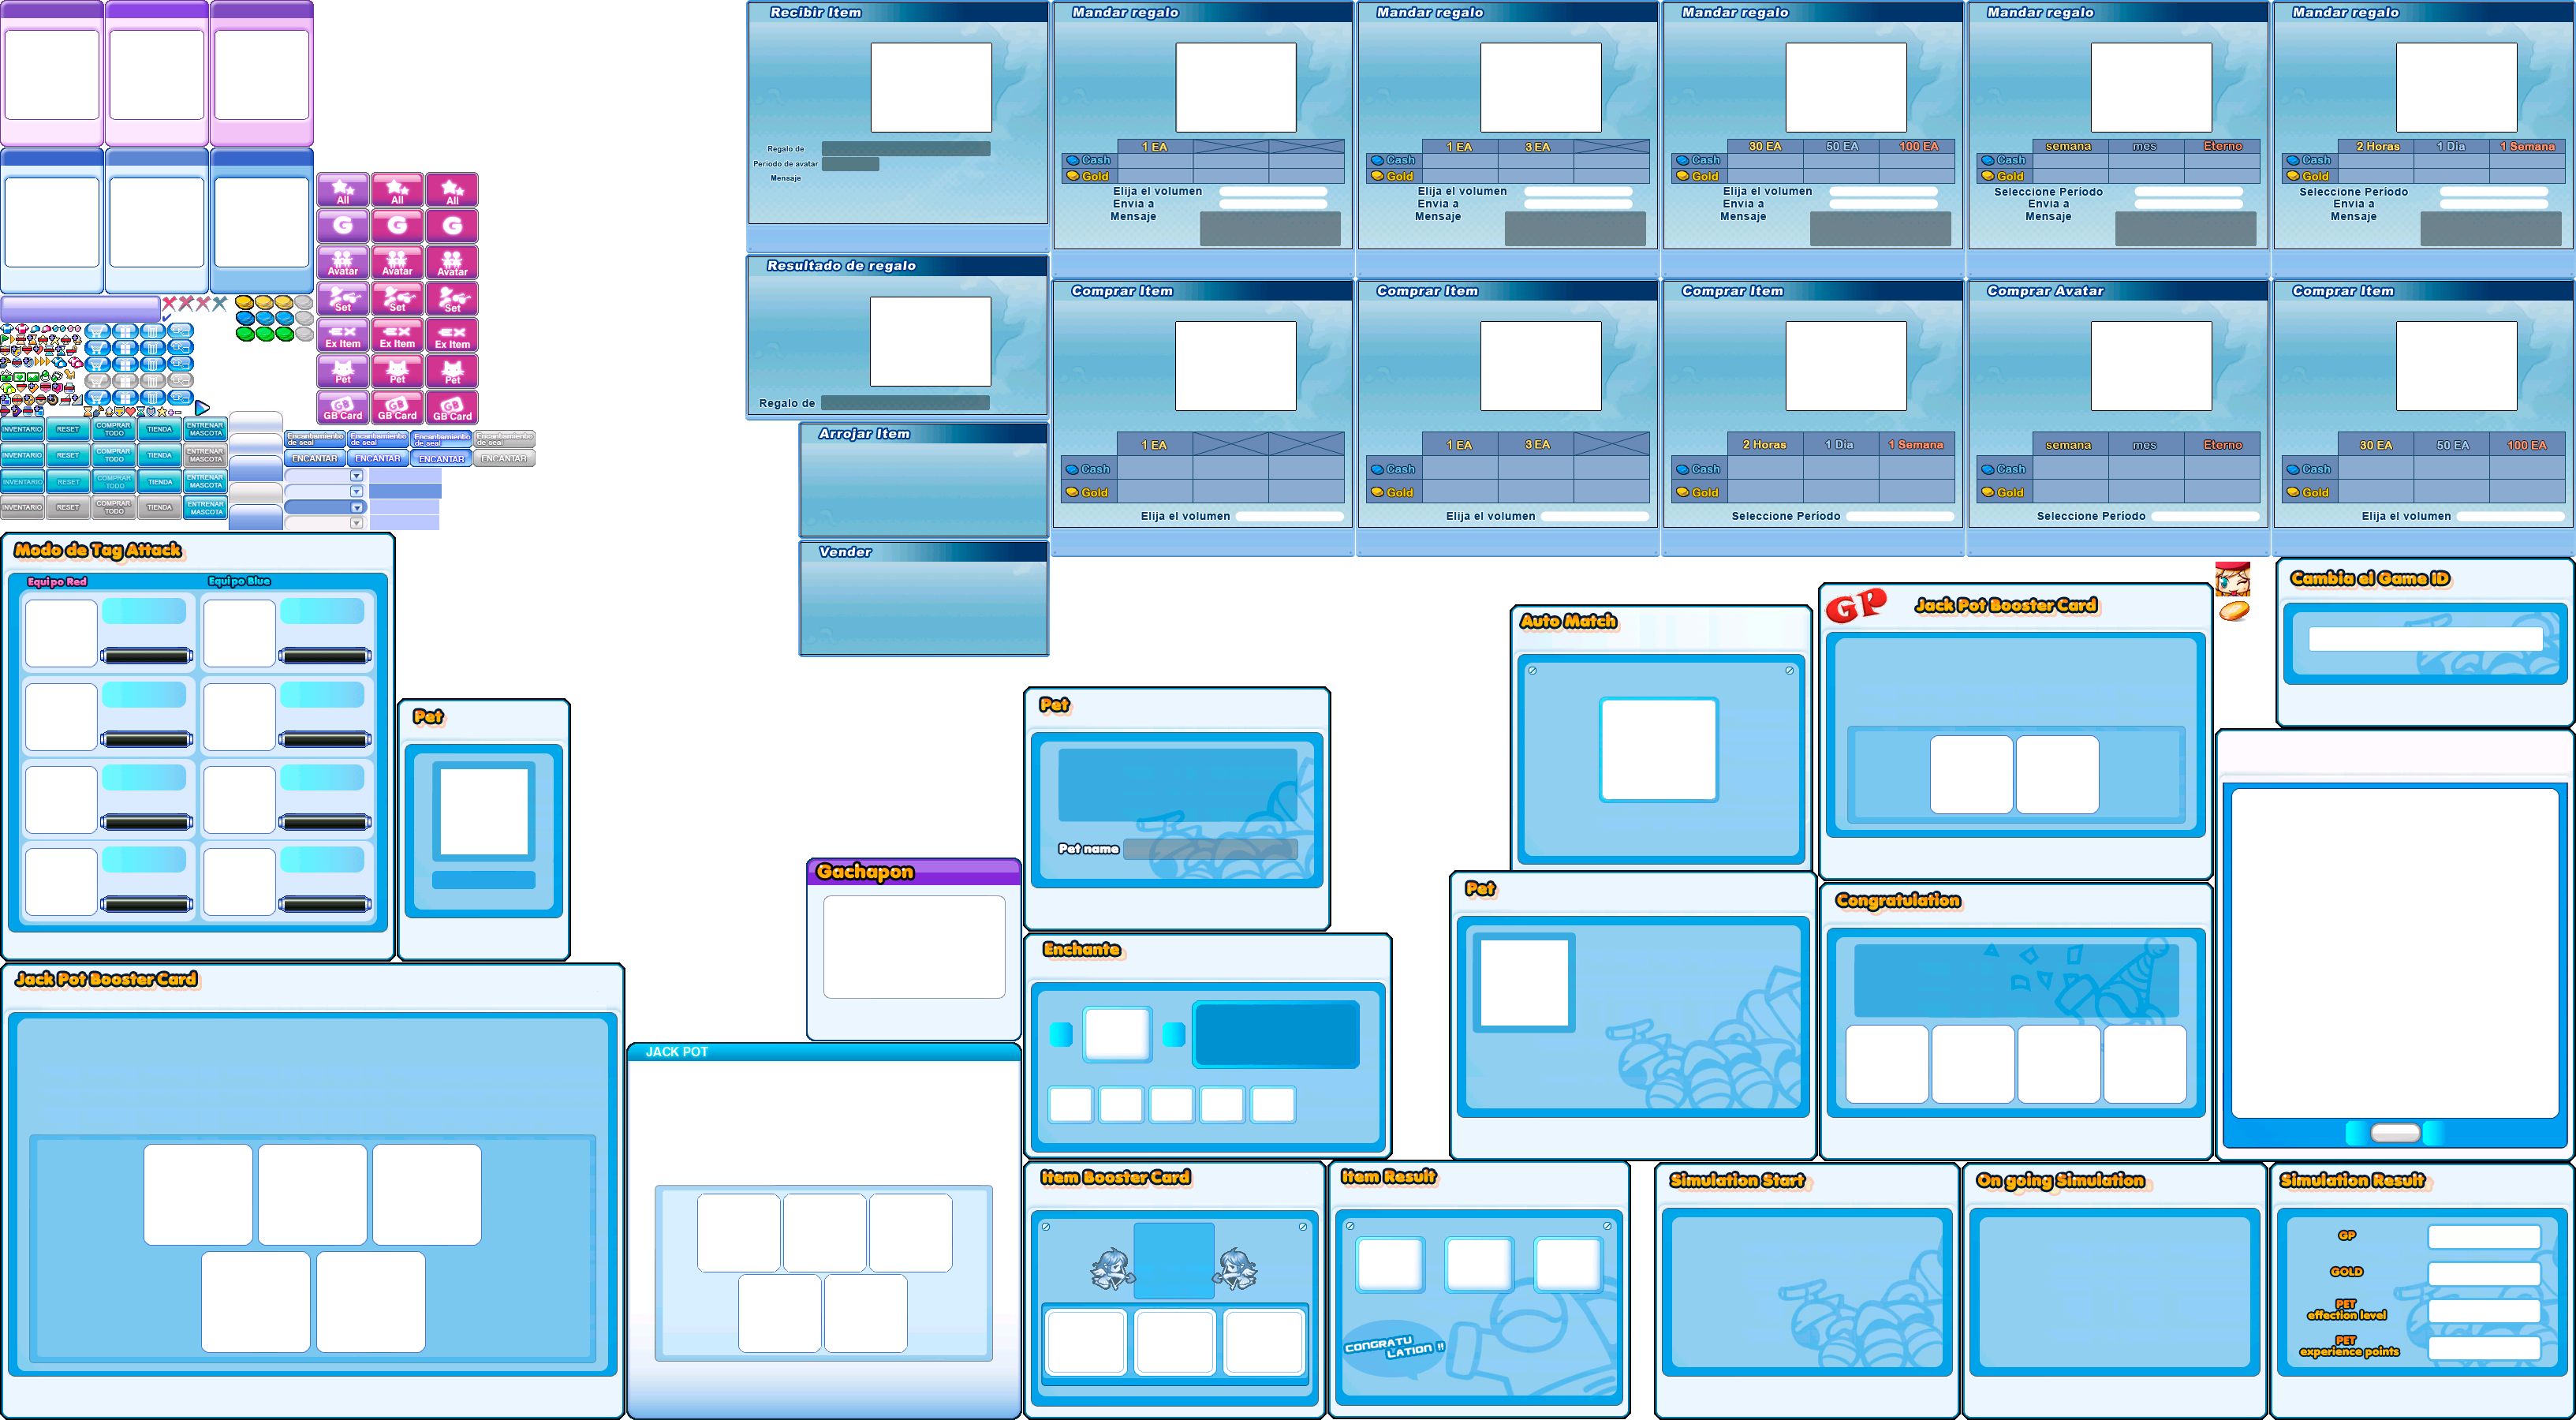 Recibir Item
Regalo de
Periodo de avatar
Mensaje
Mandar regalo
1 EA
Cash
Gold
Elija el volumen
Envia a
Mensaje
Mandar regalo
1 EA 3 EA
Cash
Gold
Elija el volumen
Envia a
Mensaje
Mandar regalo
30 EA 50 EA 100 EA
Cash
Gold
Elija el volumen
Envia a
Mensaje
Mandar regalo
semana mes Eterno
Cash
Gold
Seleccione Periodo
Envia a
Mensaje
Mandar regalo
2 Horas 1 Dia 1 Semana
Cash
Gold
Seleccione Periodo
Envia a
Mensaje
All All All
G G G
Avatar Avatar Avatar
Set Set Set
Ex Item Ex Item Ex Item
Pet Pet Pet
GB Card GB Card GB Card
Resultado de regalo
Regalo de
Arrojar Item
Vender
Comprar Item
1 EA
Cash
Gold
Elija el volumen
Comprar Item
1 EA 3 EA
Cash
Gold
Elija el volumen
Comprar Item
2 Horas 1 Dia 1 Semana
Cash
Gold
Seleccione Periodo
Comprar Avatar
semana mes Eterno
Cash
Gold
Seleccione Periodo
Comprar Item
30 EA 50 EA 100 EA
Cash
Gold
Elija el volumen
INVENTARIO RESET COMPRAR TODO TIENDA ENTRENAR MASCOTA
INVENTARIO RESET COMPRAR TODO TIENDA ENTRENAR MASCOTA
INVENTARIO RESET COMPRAR TODO TIENDA ENTRENAR MASCOTA
INVENTARIO RESET COMPRAR TODO TIENDA ENTRENAR MASCOTA
Encantamiento de seal Encantamiento de seal Encantamiento de seal Encantamiento de seal
ENCANTAR ENCANTAR ENCANTAR ENCANTAR
Modo de Tag Attack
Equipo Red Equipo Blue
Pet
Jack Pot Booster Card
Gachapon
JACK POT
Pet
Pet name
Enchante
Item Booster Card
Item Result
CONGRATU
LATION !!
Auto Match
GP
Jack Pot Booster Card
Cambia el Game ID
Pet
Congratulation
Simulation Start
On going Simulation
Simulation Result
GP
GOLD
PET
effection level
PET
experience points